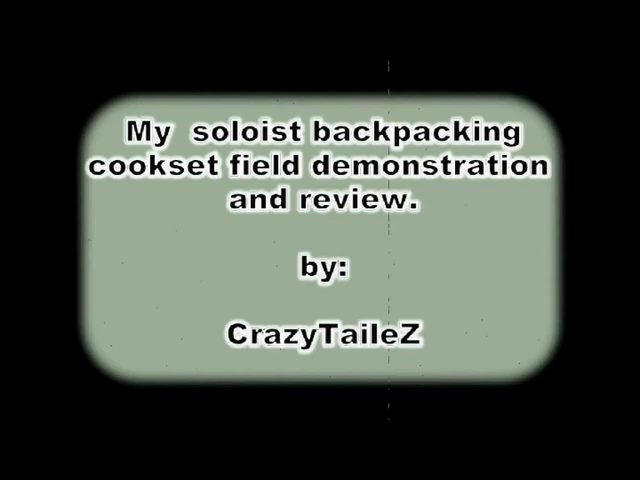 My soloist backpacking
cookset field demonstration
and review.
by:
CrazyTaileZ